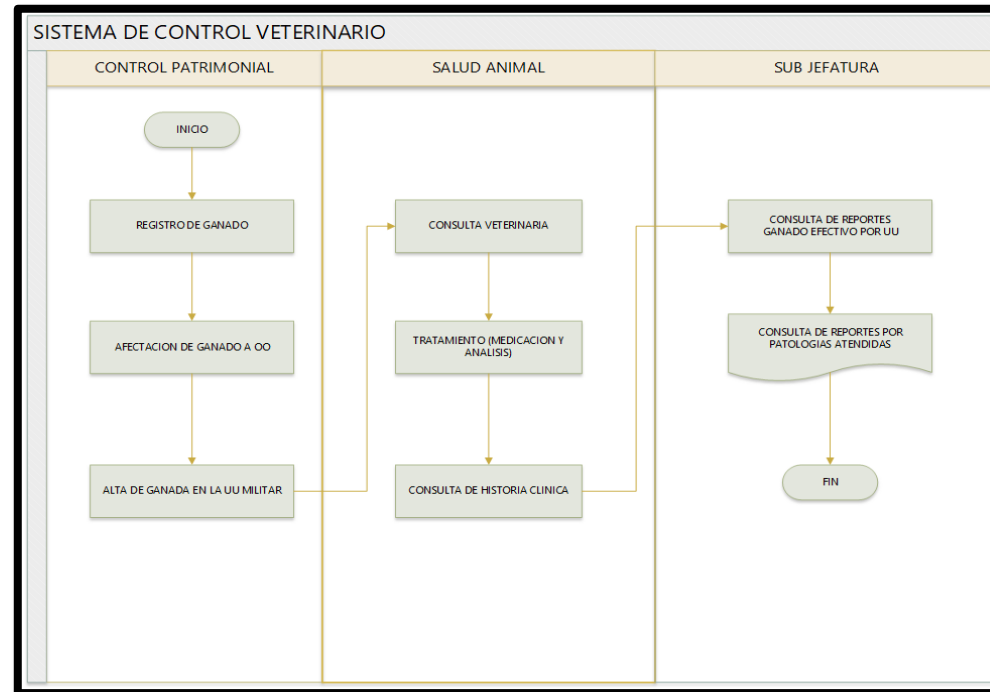 SISTEMA DE CONTROL VETERINARIO
CONTROL PATRIMONIAL
SALUD ANIMAL
SUB JEFATURA
INICIO
REGISTRO DE GANADO
AFECTACION DE GANADO A OO
ALTA DE GANADA EN LA UU MILITAR
CONSULTA VETERINARIA
TRATAMIENTO (MEDICACION Y
ANALISIS)
CONSULTA DE HISTORIA CLINICA
CONSULTA DE REPORTES
GANADO EFECTIVO POR UU
CONSULTA DE REPORTES POR
PATOLOGIAS ATENDIDAS
FIN